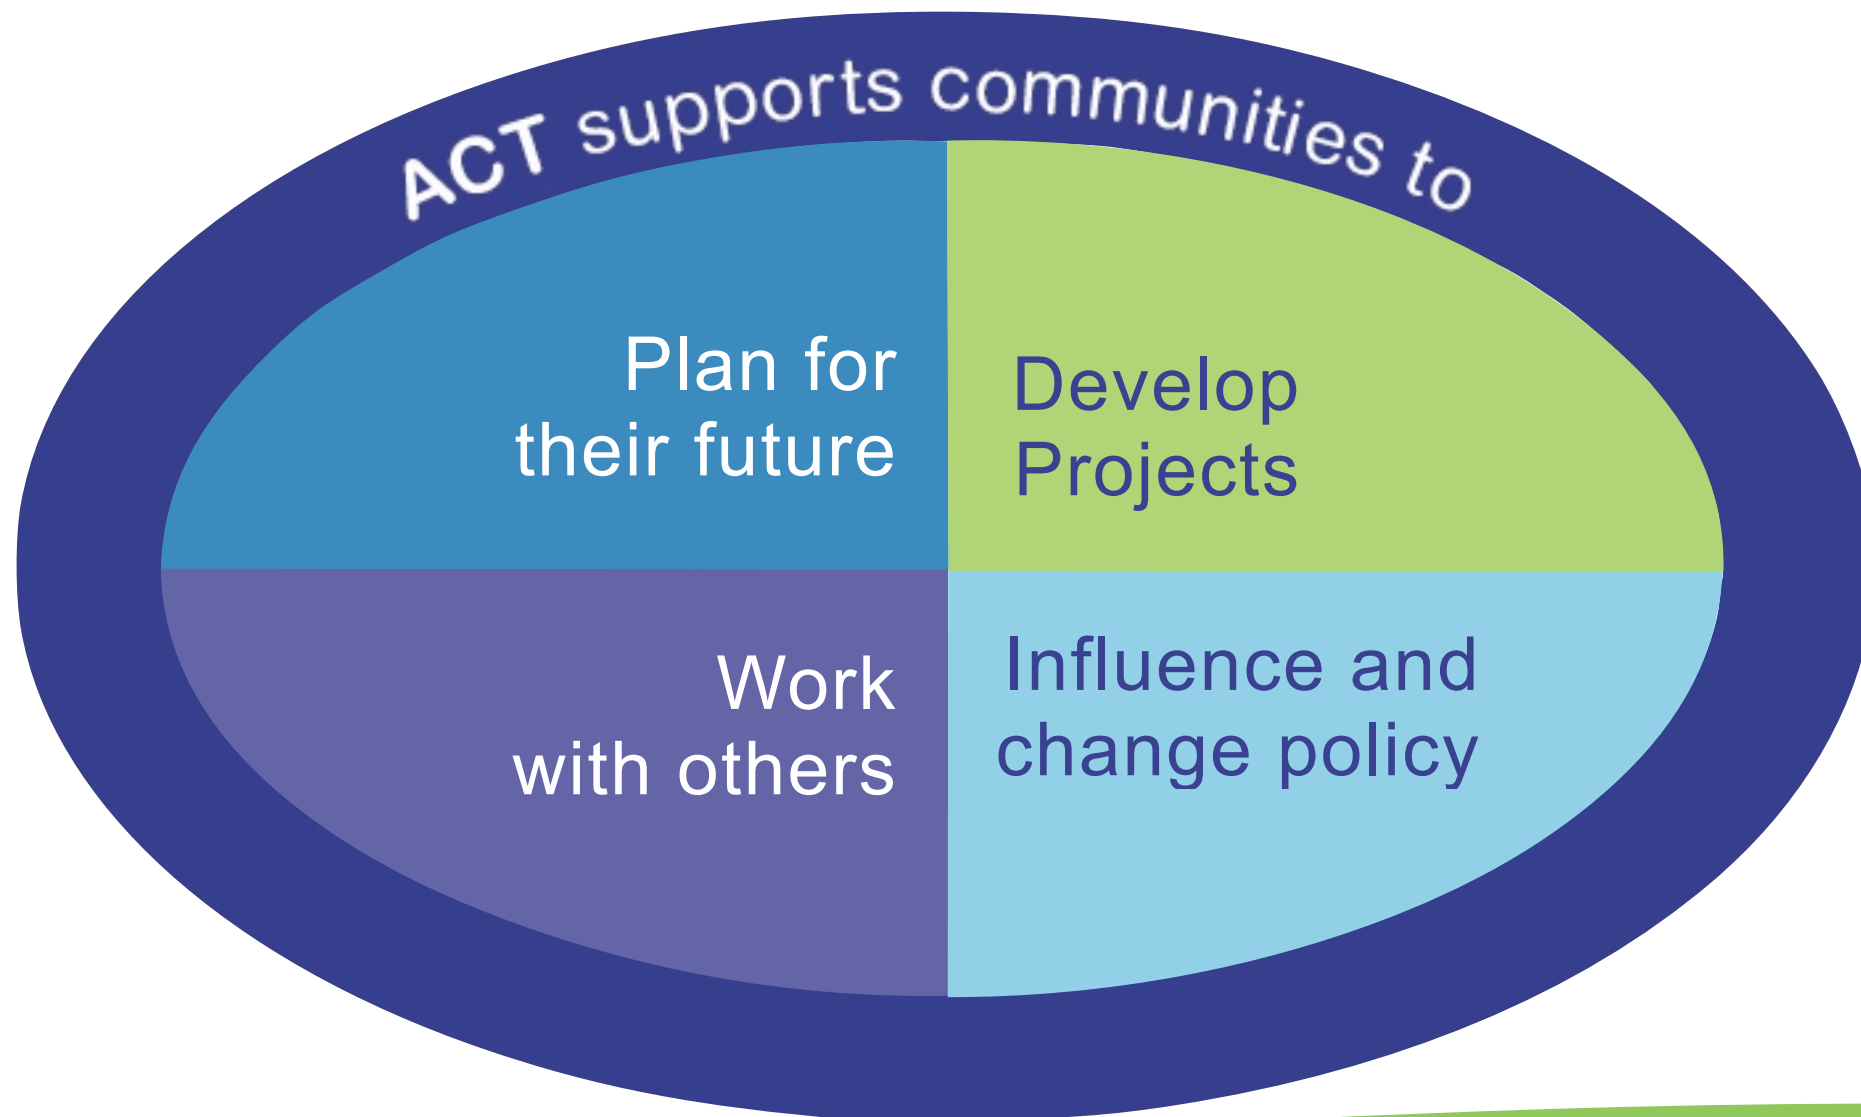 ACT supports communities to
Plan for
their future
Develop
Projects
Work
with others
Influence and
change policy